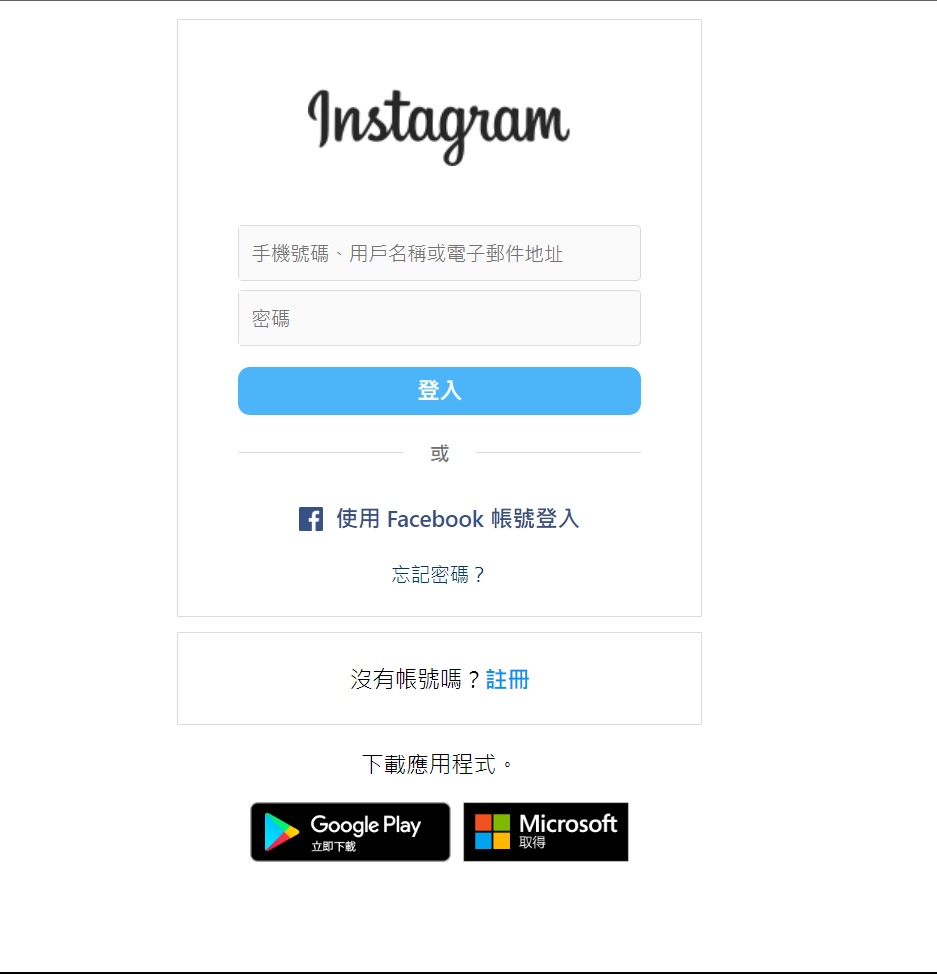 Instagram
手機號碼、用戶名稱或電子郵件地址
密碼
登入
或
使用 Facebook 帳號登入
忘記密碼？
沒有帳號嗎？註冊
下載應用程式。
Google Play
立即下載
Microsoft
取得